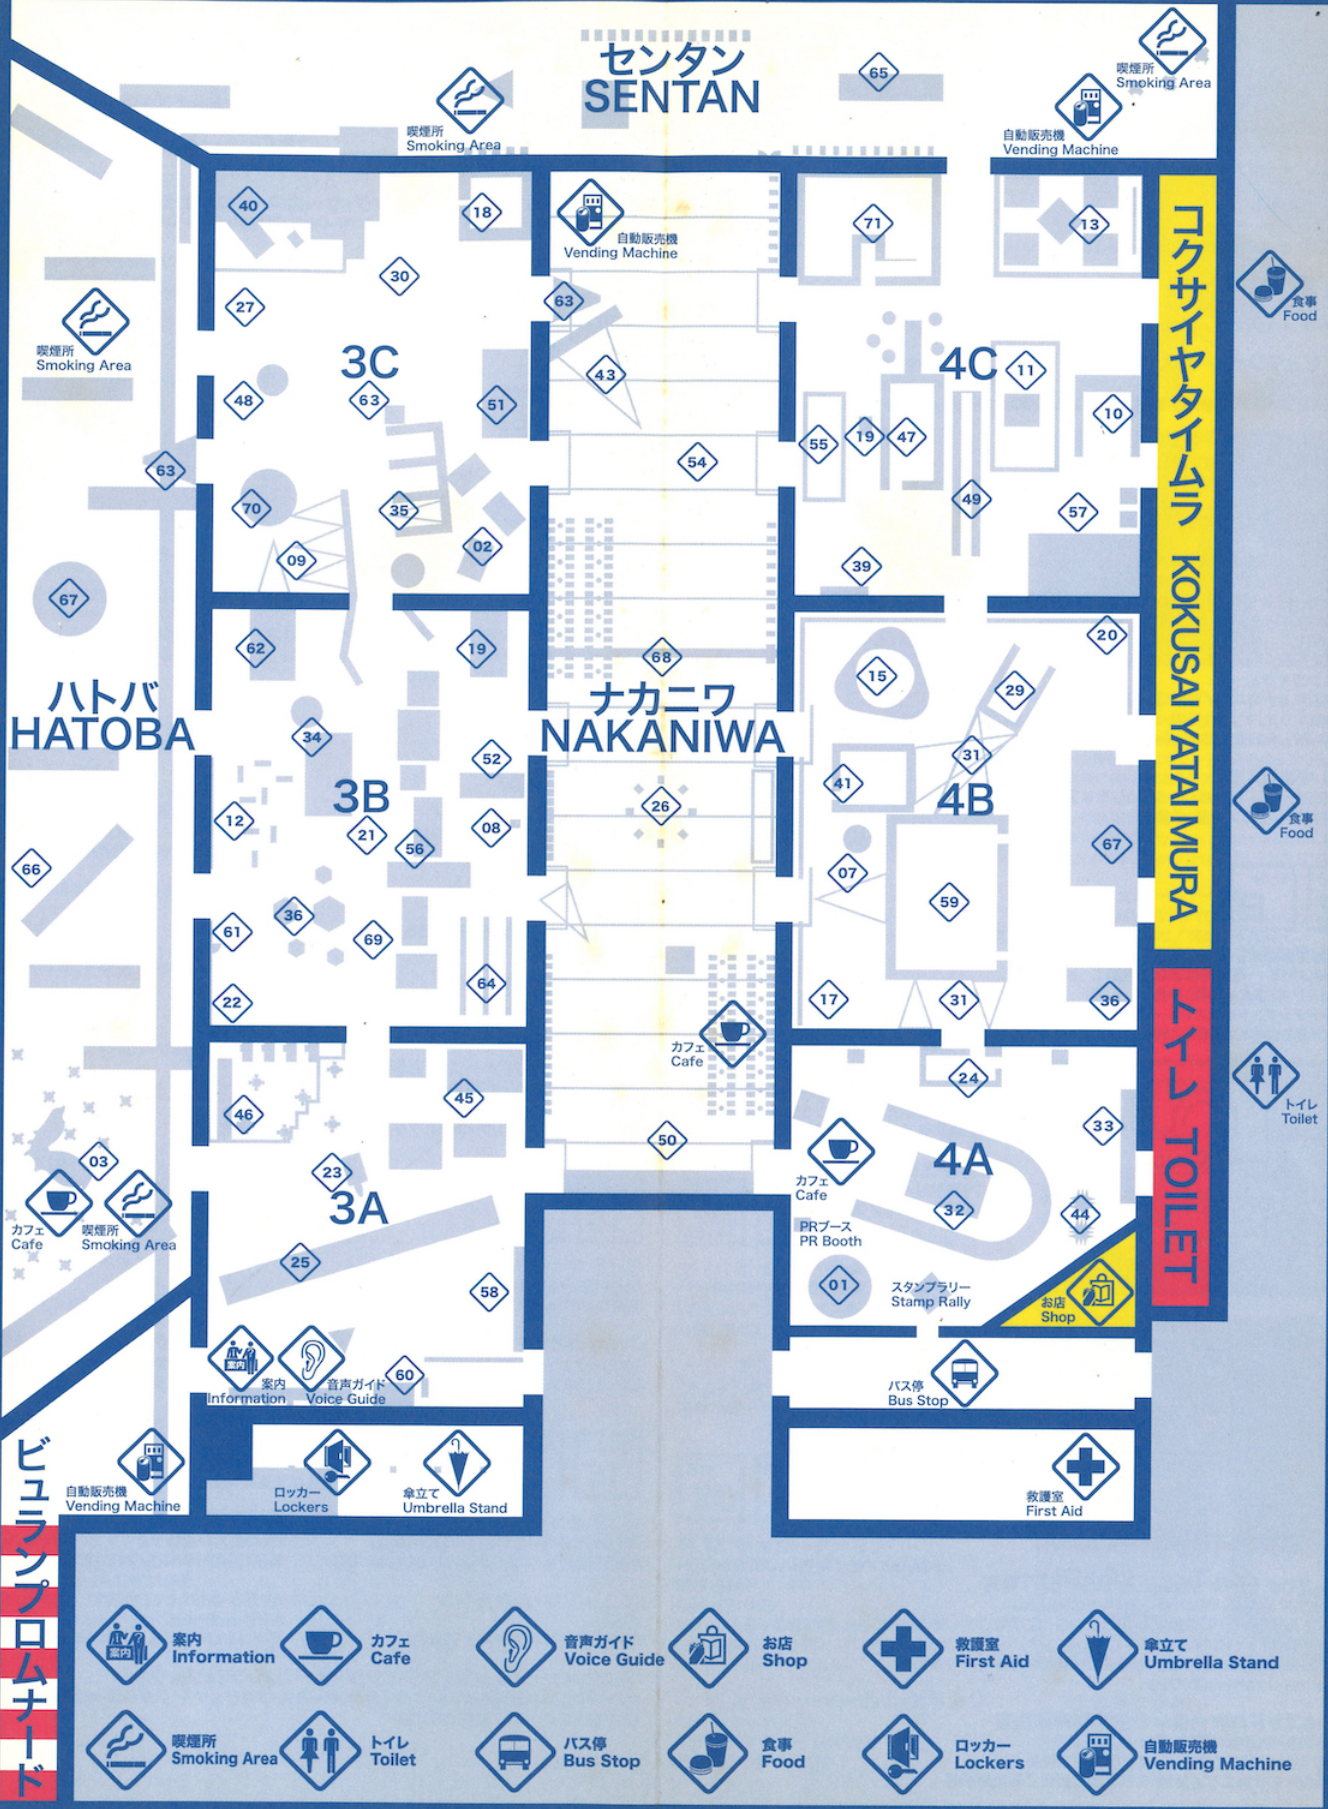 センタン
SENTAN
65
喫煙所
Smoking Area
喫煙所
Smoking Area
自動販売機
Vending Machine
40
18
30
27
3C
48
63
51
63
70
35
09
02
自動販売機
Vending Machine
63
43
54
71
13
4C
11
10
55
19
47
49
57
39
コクサイヤタイムラ KOKUSAI YATAI MURA
食事
Food
喫煙所
Smoking Area
67
ハトバ
HATOBA
66
62
19
34
52
3B
12
21
56
08
36
61
69
22
64
68
ナカニワ
NAKANIWA
26
カフェ
Cafe
50
20
15
29
31
41
4B
67
07
59
17
31
36
食事
Food
トイレ TOILET
トイレ
Toilet
03
カフェ
Cafe
喫煙所
Smoking Area
46
45
23
3A
25
58
案内
案内
Information
音声ガイド
Voice Guide
60
24
33
4A
カフェ
Cafe
32
44
PRブース
PR Booth
01
スタンプラリー
Stamp Rally
お店
Shop
バス停
Bus Stop
自動販売機
Vending Machine
ロッカー
Lockers
傘立て
Umbrella Stand
救護室
First Aid
ビュランプロムナード
案内
案内
Information
カフェ
Cafe
音声ガイド
Voice Guide
お店
Shop
救護室
First Aid
傘立て
Umbrella Stand
喫煙所
Smoking Area
トイレ
Toilet
バス停
Bus Stop
食事
Food
ロッカー
Lockers
自動販売機
Vending Machine